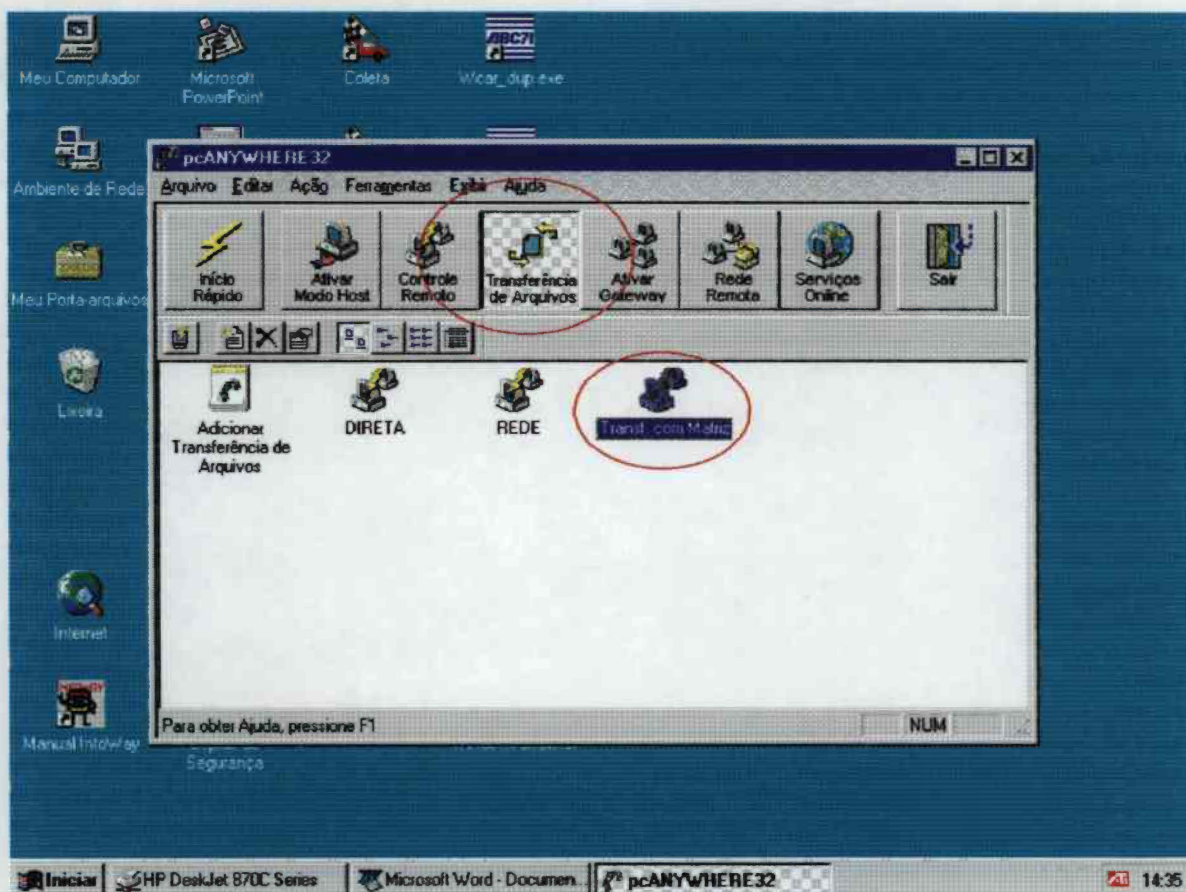 Meu Computador
Microsoft PowerPoint
Coleta
Wcar_dup.exe
Ambiente de Rede
Meu Porta-arquivos
Lixeira
Internet
Manual InfoWay
Segurança
pcANYWHERE32
Arquivo Editar Ação Ferramentas Exibir Ajuda
Início Rápido
Ativar Modo Host
Controle Remoto
Transferência de Arquivos
Ativar Gateway
Rede Remota
Serviços Online
Sair
Adicionar Transferência de Arquivos
DIRETA
REDE
Transf. com Matriz
Para obter Ajuda, pressione F1
NUM
Iniciar
HP DeskJet 870C Series
Microsoft Word - Documen...
pcANYWHERE32
14:35